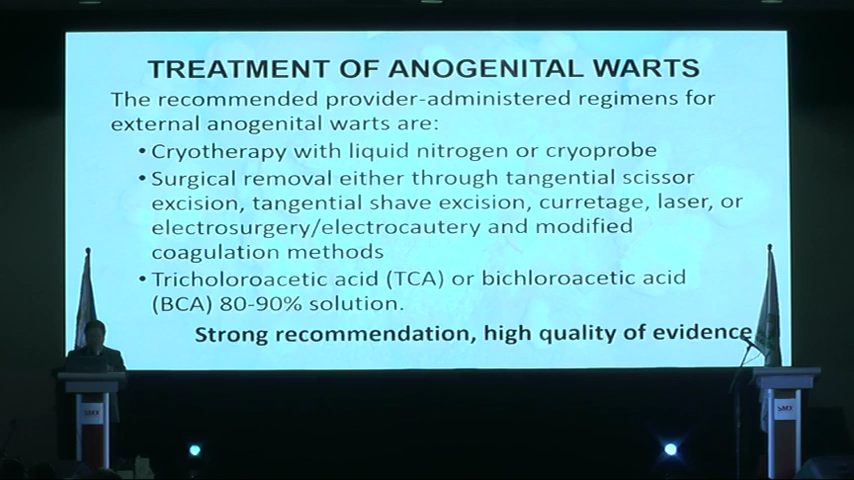 TREATMENT OF ANOGENITAL WARTS
The recommended provider-administered regimens for
external anogenital warts are:
• Cryotherapy with liquid nitrogen or cryoprobe
• Surgical removal either through tangential scissor
excision, tangential shave excision, curretage, laser, or
electrosurgery/electrocautery and modified
coagulation methods
• Tricholoroacetic acid (TCA) or bichloroacetic acid
(BCA) 80-90% solution.
Strong recommendation, high quality of evidence
SMX
SMX